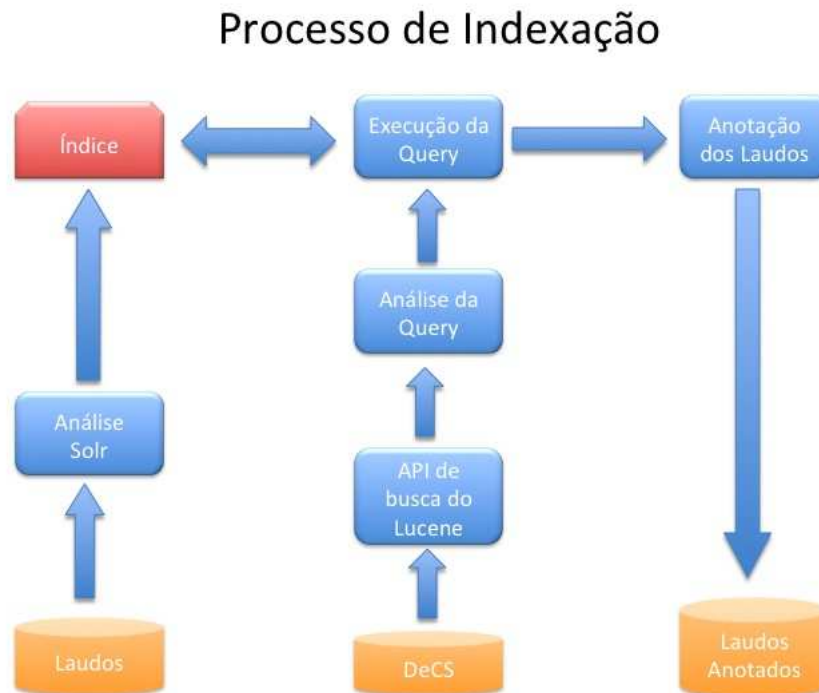 Processo de Indexação
Índice
Execução da
Query
Anotação
dos Laudos
Análise da
Query
Análise
Solr
API de
busca do
Lucene
Laudos
DeCS
Laudos
Anotados